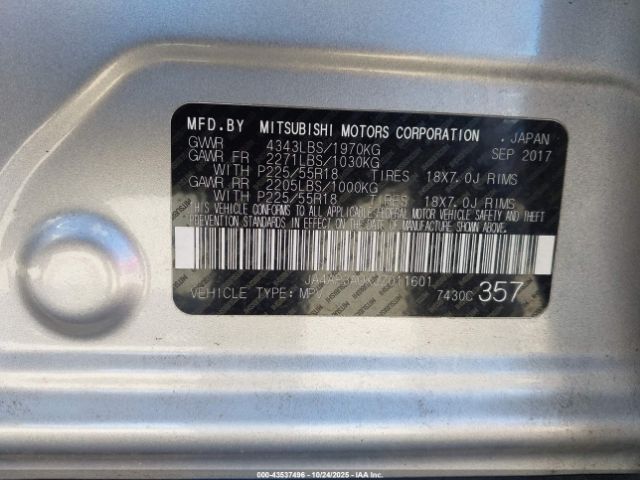 MFD.BY MITSUBISHI MOTORS CORPORATION , JAPAN
GVWR 4343LBS/1970KG SEP 2017
GAWR FR 2271LBS/1030KG
WITH P225/55R18 TIRES 18X7.0J RIMS
GAWR RR 2205LBS/1000KG
WITH P225/55R18 TIRES 18X7.0J RIMS
THIS VEHICLE CONFORMS TO ALL APPLICABLE FEDERAL MOTOR VEHICLE SAFETY AND THEFT
PREVENTION STANDARDS IN EFFECT ON THE DATE OF MANUFACTURE SHOWN ABOVE.
VEHICLE TYPE: MPV 7430C 357
000-43537496 - 10/24/2025 - IAA Inc.